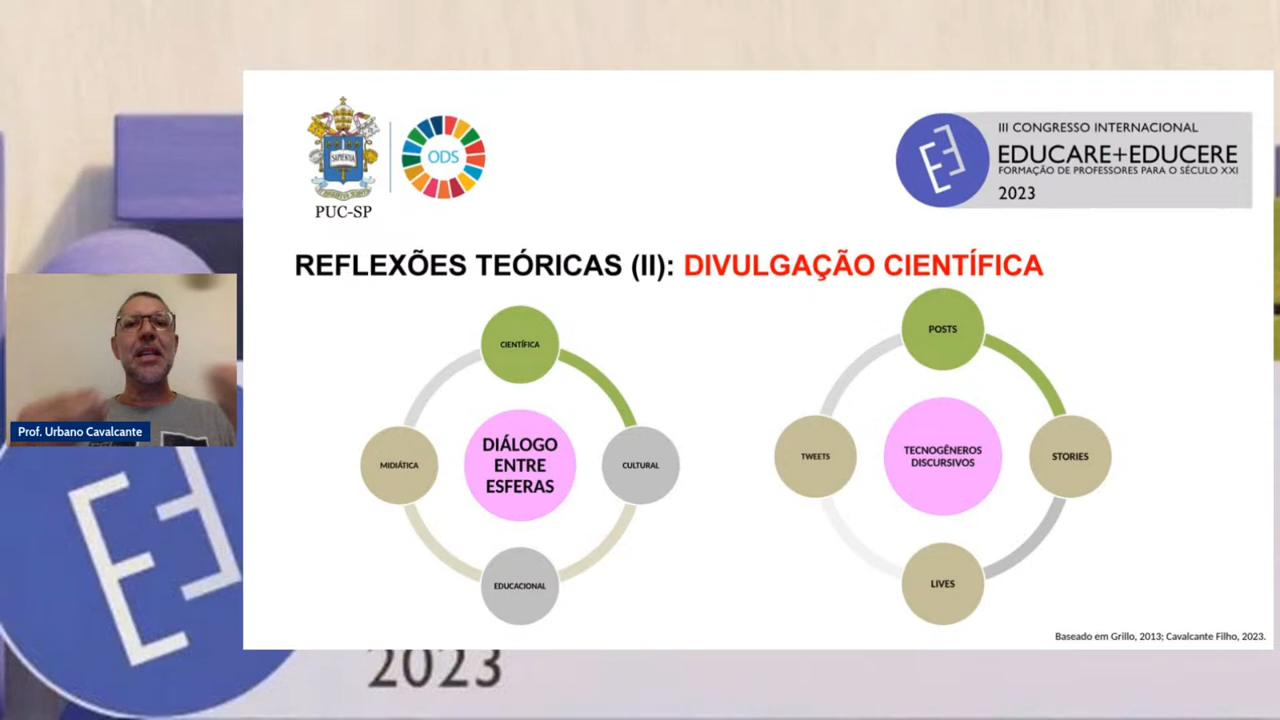 SAPIENTIA
PUC-SP
ODS
III CONGRESSO INTERNACIONAL
EDUCARE+EDUCERE
FORMAÇÃO DE PROFESSORES PARA O SÉCULO XXI
2023
REFLEXÕES TEÓRICAS (II): DIVULGAÇÃO CIENTÍFICA
CIENTÍFICA
MIDIÁTICA
DIÁLOGO
ENTRE
ESFERAS
CULTURAL
EDUCACIONAL
POSTS
TWEETS
TECNOGÊNEROS
DISCURSIVOS
STORIES
LIVES
Baseado em Grillo, 2013; Cavalcante Filho, 2023.
Prof. Urbano Cavalcante
2023